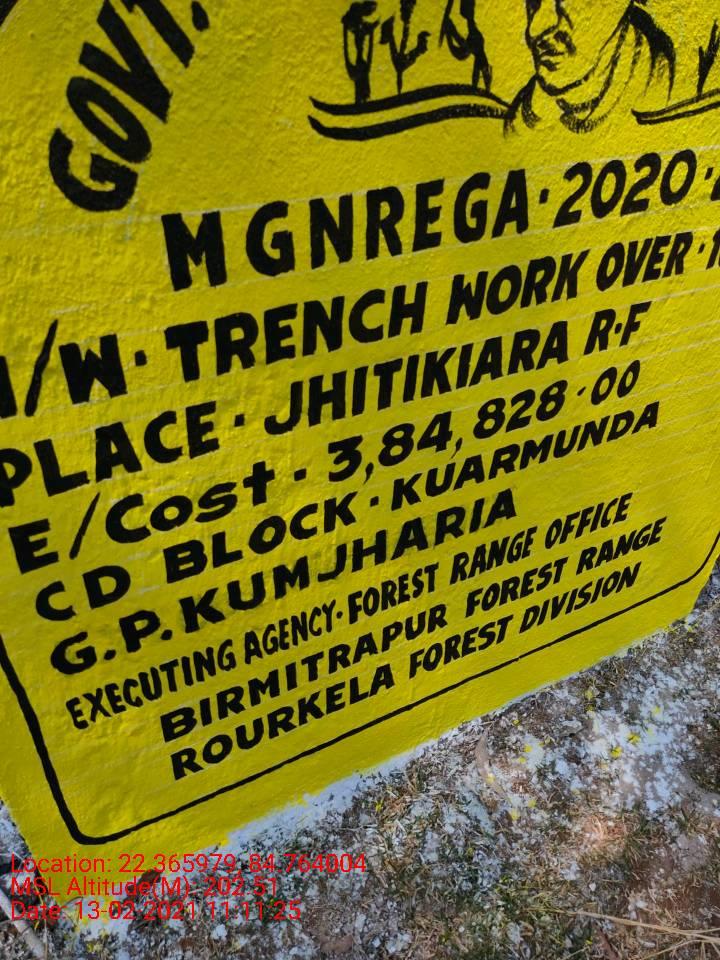 GOVT.
MGNREGA · 2020 ·
/W · TRENCH WORK OVER ·
PLACE · JHITIKIARA R·F
E/Cost · 3,84,828·00
CD BLOCK · KUARMUNDA
G.P. KUMJHARIA
EXECUTING AGENCY· FOREST RANGE OFFICE
BIRMITRAPUR FOREST RANGE
ROURKELA FOREST DIVISION
Location: 22.365979, 84.764004
MSL Altitude(M): 202.51
Date: 13-02-2021 11:11:25